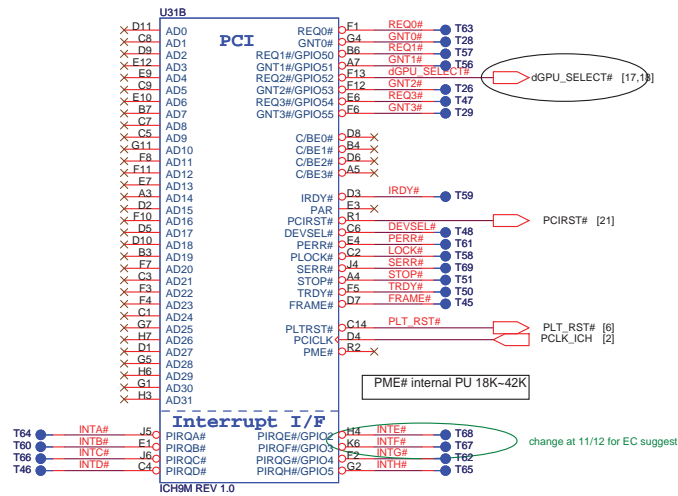 U31B
PCI
D11 AD0 REQ0# F1 REQ0# T63
C8 AD1 GNT0# G4 GNT0# T28
D9 AD2 REQ1#/GPIO50 B6 REQ1# T57
E12 AD3 GNT1#/GPIO51 A7 GNT1# T56
E9 AD4 REQ2#/GPIO52 F13 dGPU_SELECT# dGPU_SELECT# [17,18]
C9 AD5 GNT2#/GPIO53 F12 GNT2# T26
E10 AD6 REQ3#/GPIO54 E6 REQ3# T47
B7 AD7 GNT3#/GPIO55 F6 GNT3# T29
C7 AD8
C5 AD9 C/BE0# D8
G11 AD10 C/BE1# B4
F8 AD11 C/BE2# D6
F11 AD12 C/BE3# A5
E7 AD13
A3 AD14 IRDY# D3 IRDY# T59
D2 AD15 PAR E3
F10 AD16 PCIRST# R1 PCIRST# [21]
D5 AD17 DEVSEL# C6 DEVSEL# T48
D10 AD18 PERR# E4 PERR# T61
B3 AD19 PLOCK# C2 LOCK# T58
F7 AD20 SERR# J4 SERR# T69
C3 AD21 STOP# A4 STOP# T51
F3 AD22 TRDY# F5 TRDY# T50
F4 AD23 FRAME# D7 FRAME# T45
C1 AD24
G7 AD25 PLTRST# C14 PLT_RST# PLT_RST# [6]
H7 AD26 PCICLK D4 PCLK_ICH [2]
D1 AD27 PME# R2
G5 AD28
H6 AD29
G1 AD30
H3 AD31
PME# internal PU 18K~42K
Interrupt I/F
T64 INTA# J5 PIRQA# PIRQE#/GPIO2 H4 INTE# T68
T60 INTB# E1 PIRQB# PIRQF#/GPIO3 K6 INTF# T67
T66 INTC# J6 PIRQC# PIRQG#/GPIO4 F2 INTG# T62
T46 INTD# C4 PIRQD# PIRQH#/GPIO5 G2 INTH# T65
change at 11/12 for EC suggest
ICH9M REV 1.0